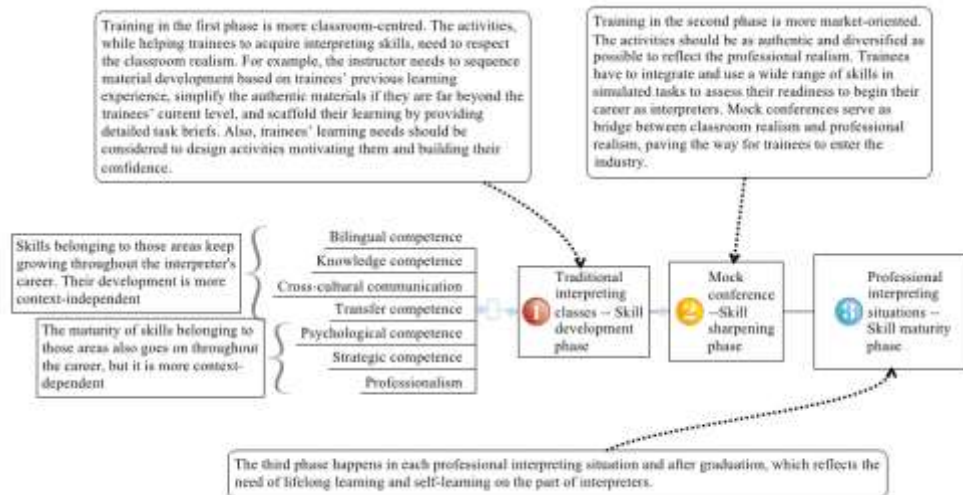 Training in the first phase is more classroom-centred. The activities,
while helping trainees to acquire interpreting skills, need to respect
the classroom realism. For example, the instructor needs to sequence
material development based on trainees' previous learning
experience, simplify the authentic materials if they are far beyond the
trainees' current level, and scaffold their learning by providing
detailed task briefs. Also, trainees' learning needs should be
considered to design activities motivating them and building their
confidence.
Training in the second phase is more market-oriented.
The activities should be as authentic and diversified as
possible to reflect the professional realism. Trainees
have to integrate and use a wide range of skills in
simulated tasks to assess their readiness to begin their
career as interpreters. Mock conferences serve as
bridge between classroom realism and professional
realism, paving the way for trainees to enter the
industry.
Skills belonging to those areas keep
growing throughout the interpreter's
career. Their development is more
context-independent
The maturity of skills belonging to
those areas also goes on throughout
the career, but it is more context-
dependent
Bilingual competence
Knowledge competence
Cross-cultural communication
Transfer competence
Psychological competence
Strategic competence
Professionalism
1
Traditional
interpreting
classes -- Skill
development
phase
2
Mock
conference
--Skill
sharpening
phase
3
Professional
interpreting
situations --
Skill maturity
phase
The third phase happens in each professional interpreting situation and after graduation, which reflects the
need of lifelong learning and self-learning on the part of interpreters.